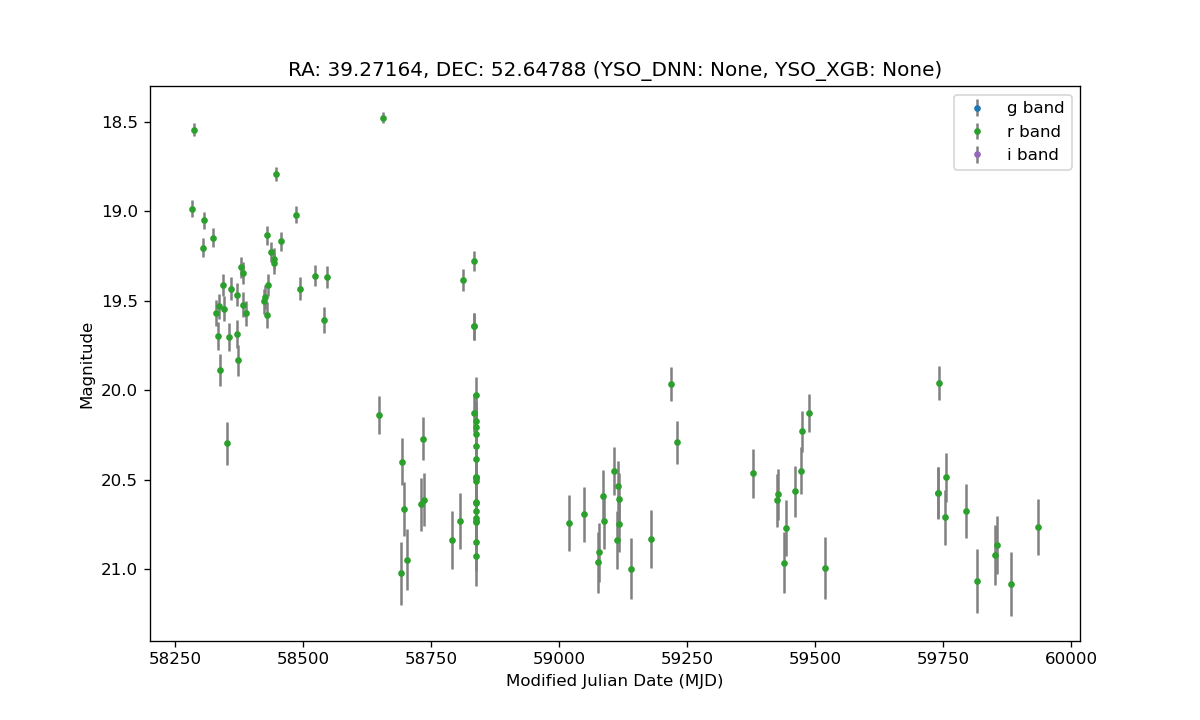 RA: 39.27164, DEC: 52.64788 (YSO_DNN: None, YSO_XGB: None)
g band
r band
i band
Magnitude
18.5
19.0
19.5
20.0
20.5
21.0
58250 58500 58750 59000 59250 59500 59750 60000
Modified Julian Date (MJD)